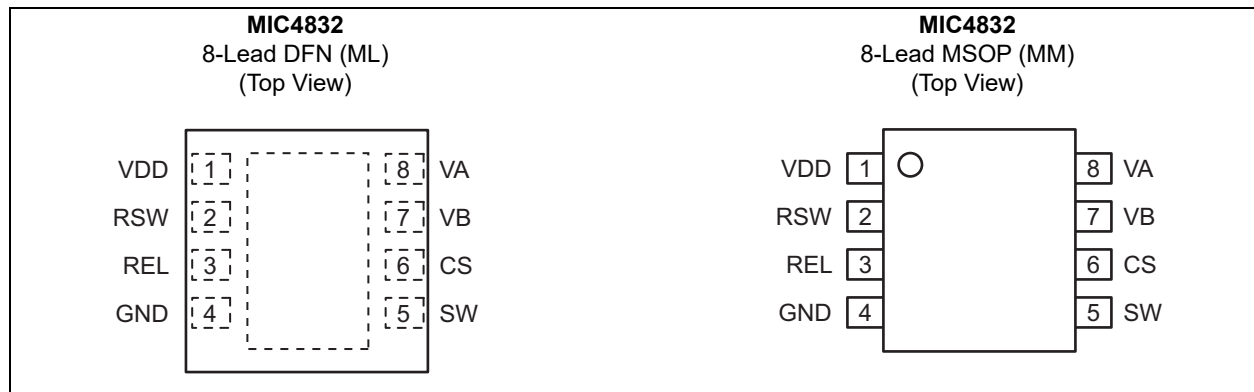 MIC4832
8-Lead DFN (ML)
(Top View)
VDD 1 8 VA
RSW 2 7 VB
REL 3 6 CS
GND 4 5 SW
MIC4832
8-Lead MSOP (MM)
(Top View)
VDD 1 8 VA
RSW 2 7 VB
REL 3 6 CS
GND 4 5 SW